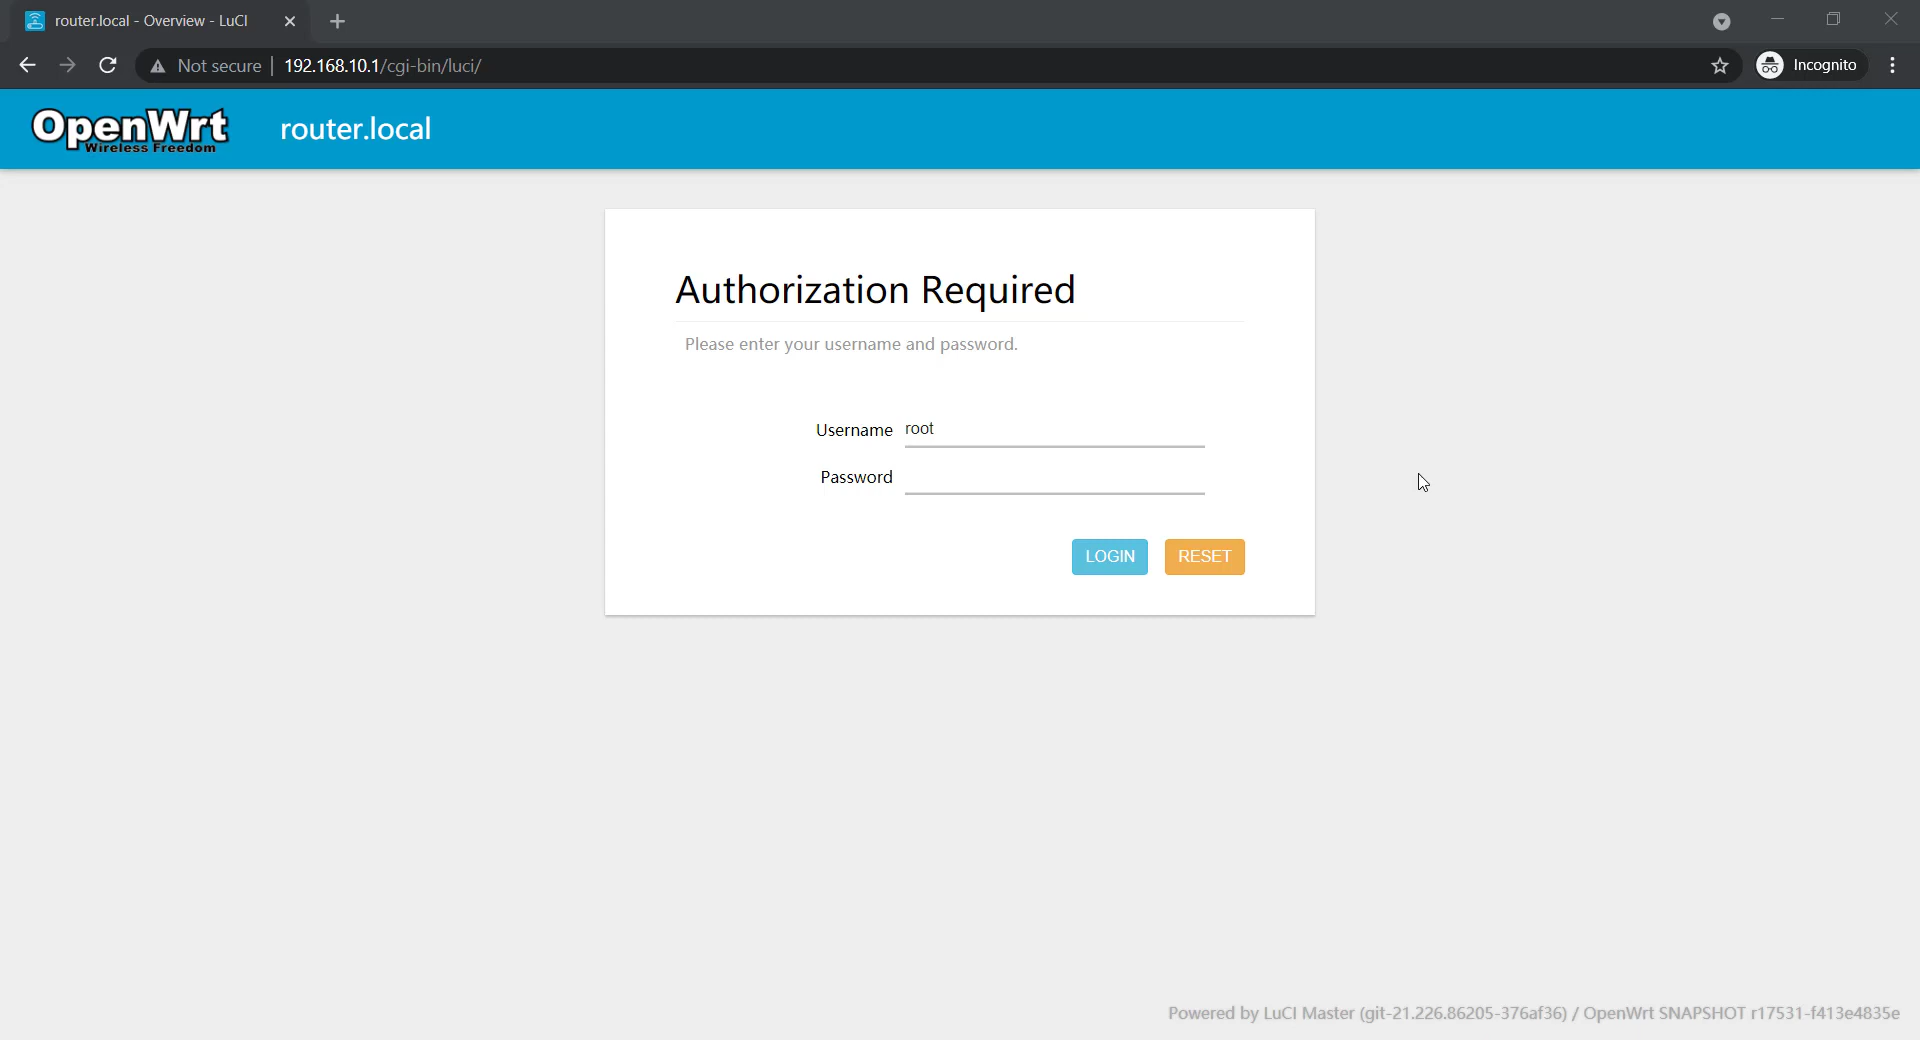 router.local - Overview - LuCI
Not secure 192.168.10.1/cgi-bin/luci/
Incognito
OpenWrt
Wireless Freedom
router.local
Authorization Required
Please enter your username and password.
Username root
Password
LOGIN RESET
Powered by LuCI Master (git-21.226.86205-376af36) / OpenWrt SNAPSHOT r17531-f413e4835e